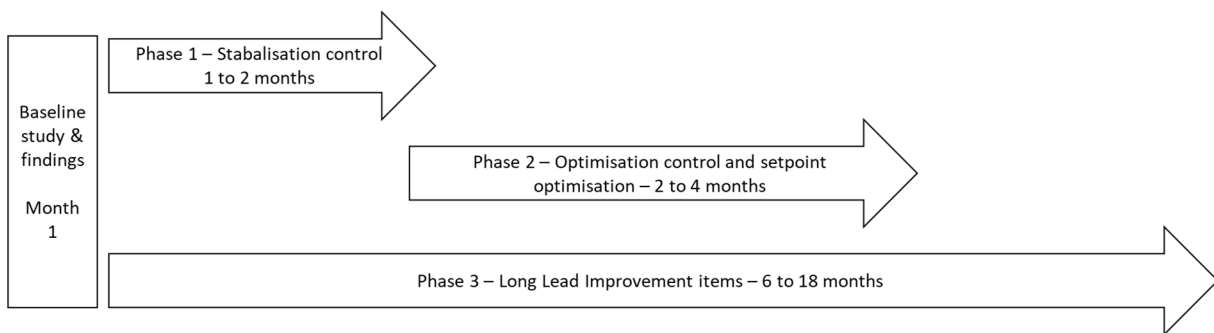 Baseline
study &
findings
Month
1
Phase 1 – Stabalisation control
1 to 2 months
Phase 2 – Optimisation control and setpoint
optimisation – 2 to 4 months
Phase 3 – Long Lead Improvement items – 6 to 18 months